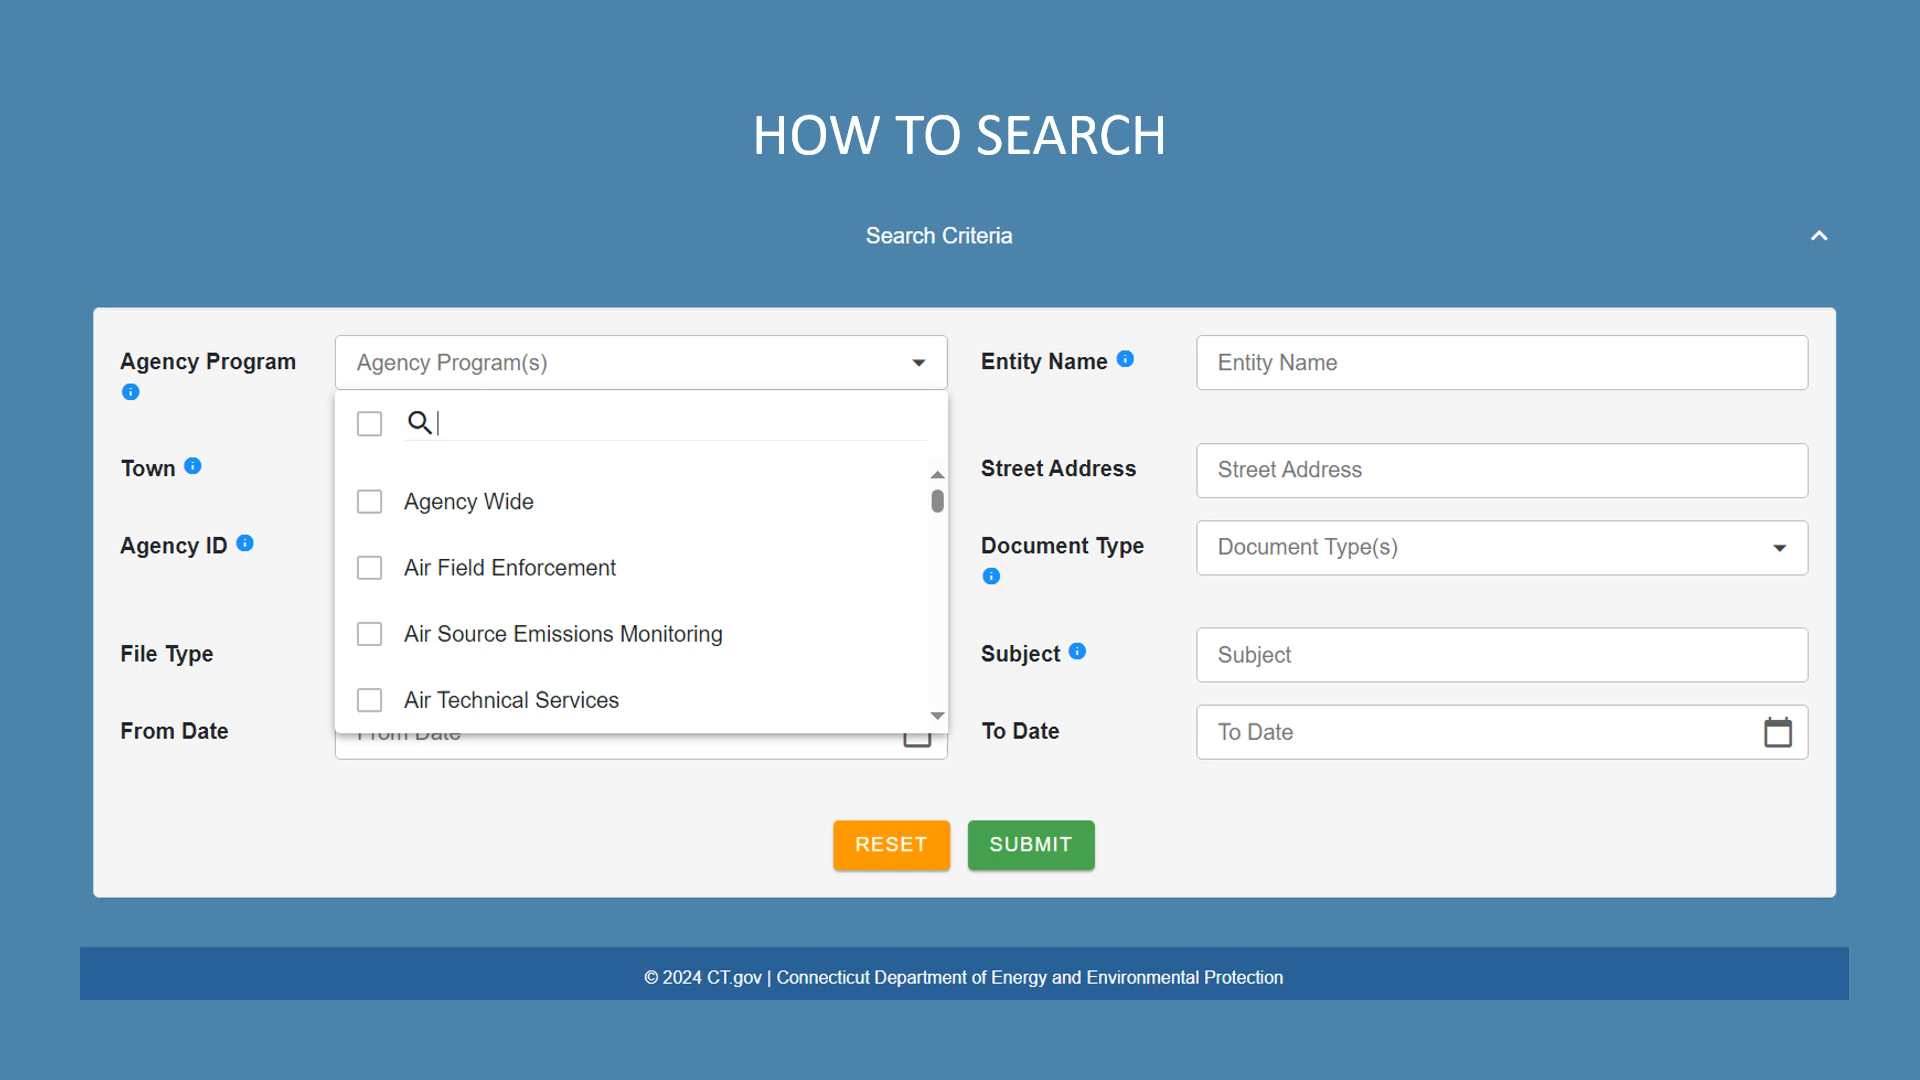 HOW TO SEARCH
Search Criteria
Agency Program
Agency Program(s)
Entity Name
Entity Name
Town
Agency Wide
Air Field Enforcement
Air Source Emissions Monitoring
Air Technical Services
Street Address
Street Address
Agency ID
Document Type
Document Type(s)
File Type
Subject
Subject
From Date
From Date
To Date
To Date
RESET
SUBMIT
© 2024 CT.gov | Connecticut Department of Energy and Environmental Protection